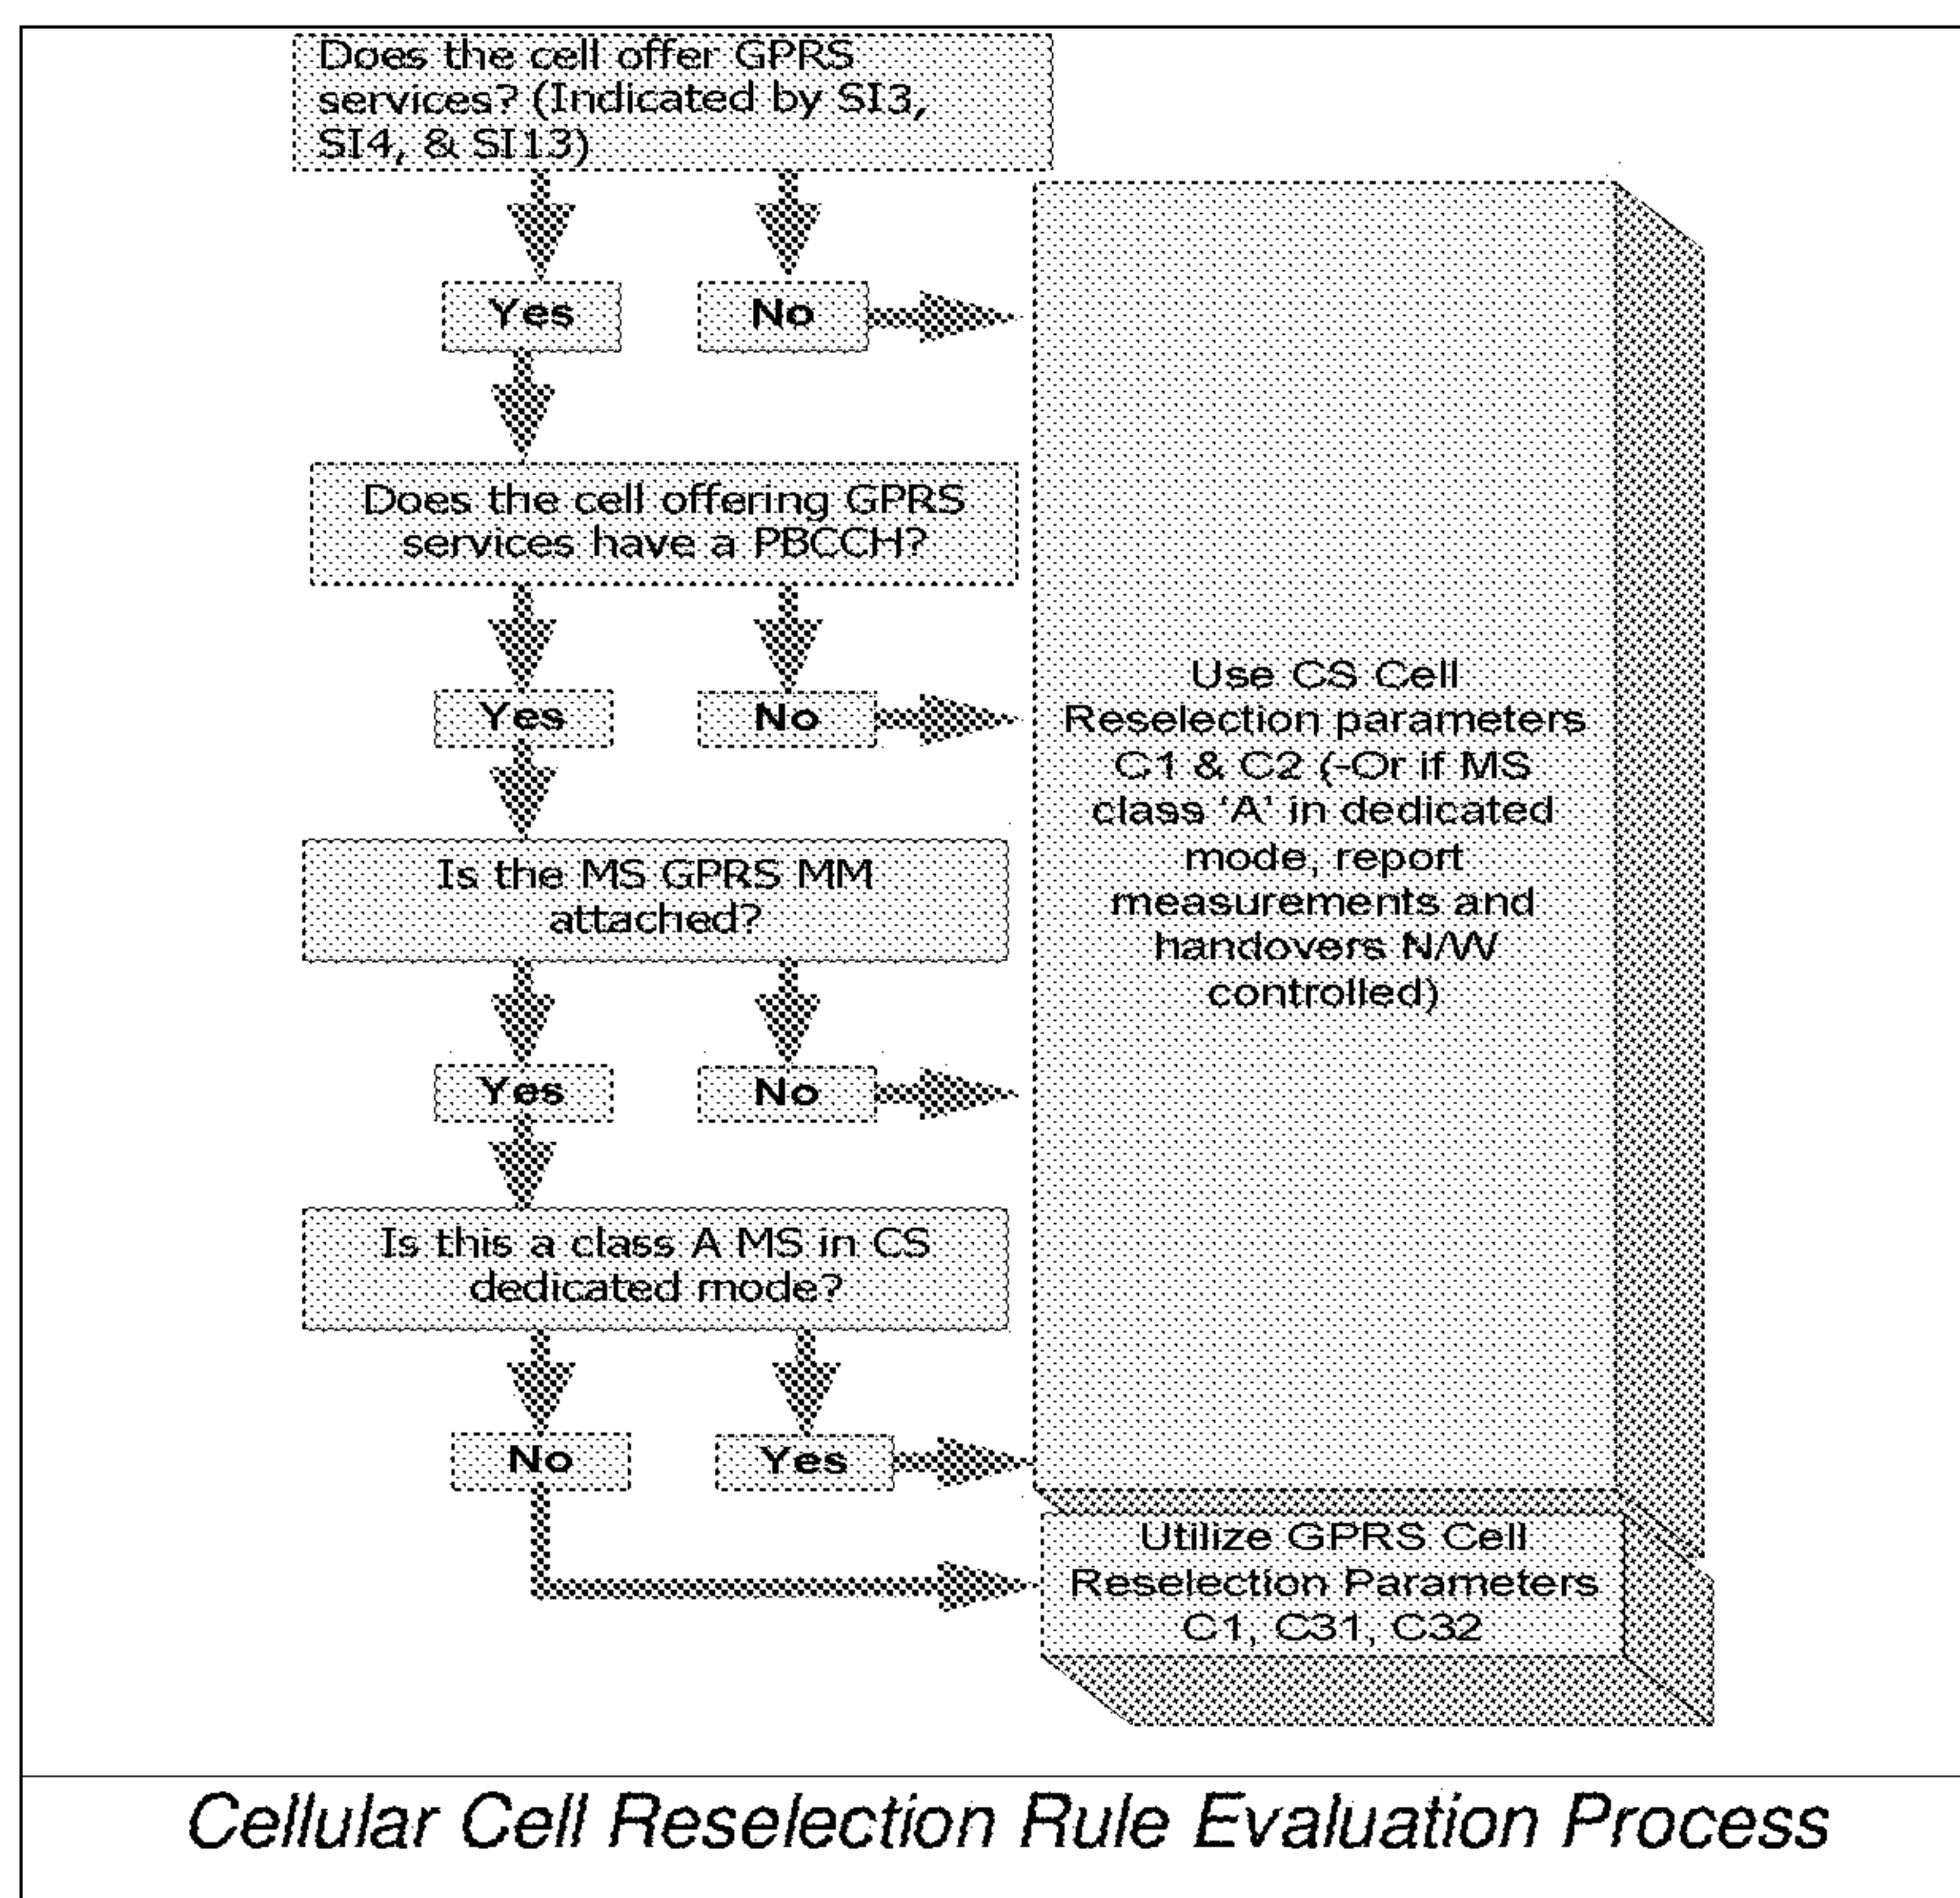 Does the cell offer GPRS
services? (Indicated by SI3,
SI4, & SI13)
Yes
No
Does the cell offering GPRS
services have a PBCCH?
Yes
No
Is the MS GPRS MM
attached?
Yes
No
Is this a class A MS in CS
dedicated mode?
No
Yes
Use CS Cell
Reselection parameters
C1 & C2 (-Or if MS
class ‘A’ in dedicated
mode, report
measurements and
handovers N/W
controlled)
Utilize GPRS Cell
Reselection Parameters
C1, C31, C32
Cellular Cell Reselection Rule Evaluation Process